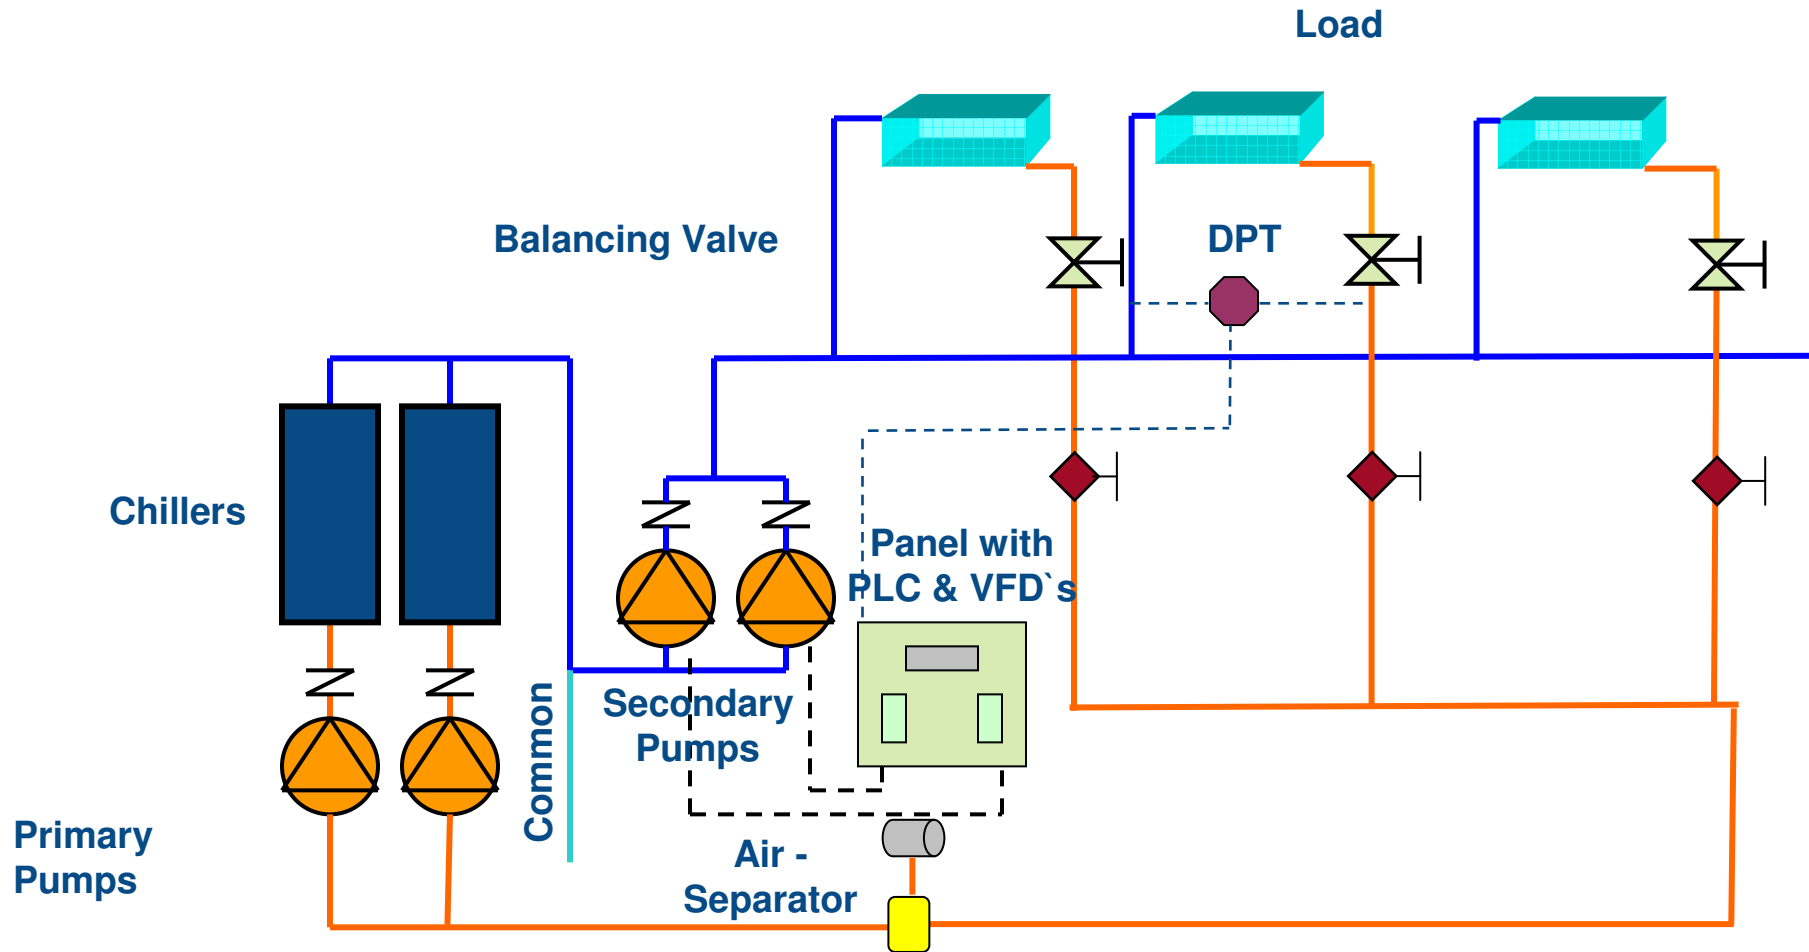 Load
Balancing Valve
DPT
Chillers
Panel with
PLC & VFD`s
Common
Secondary
Pumps
Primary
Pumps
Air -
Separator